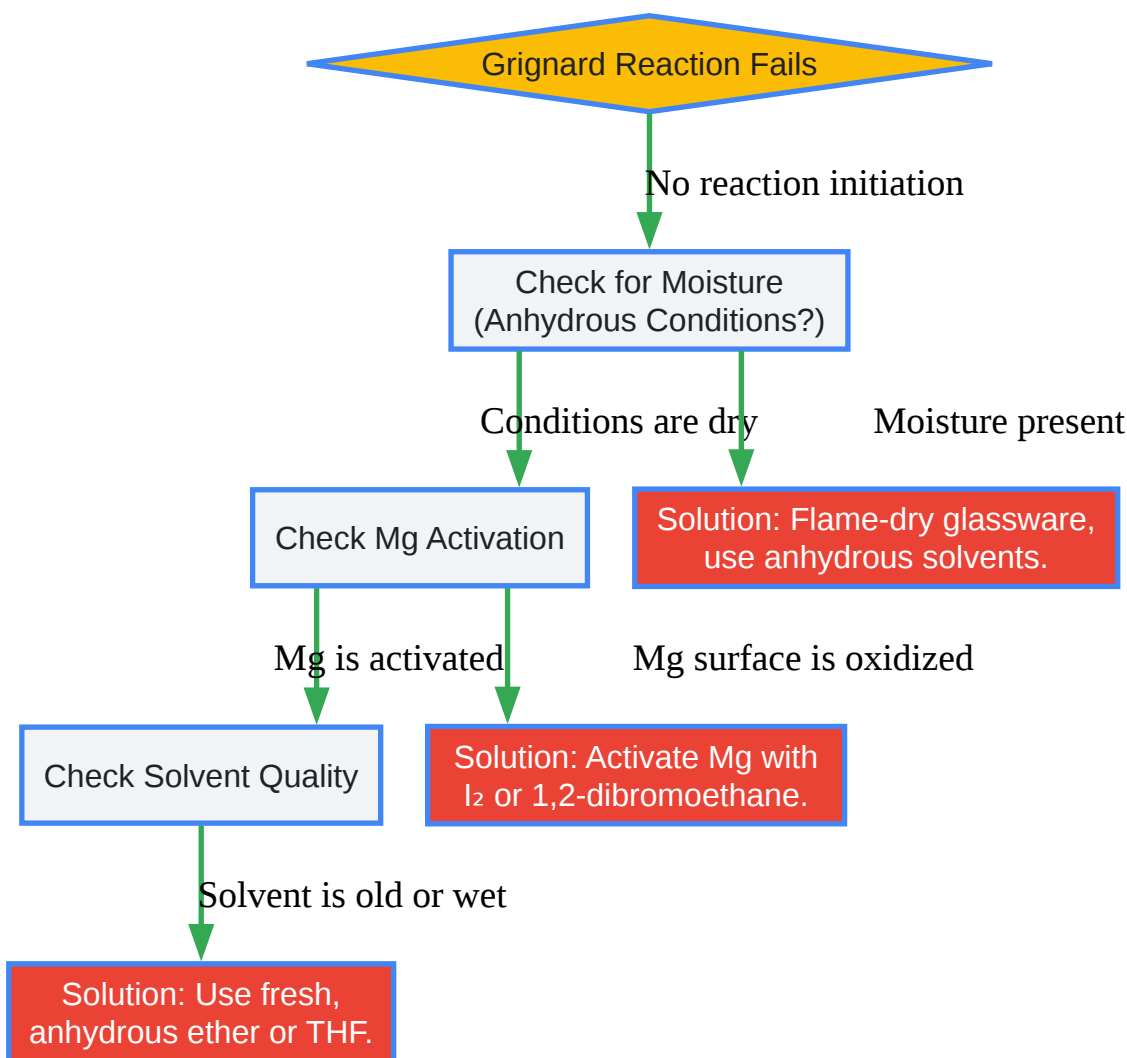 Grignard Reaction Fails
No reaction initiation
Check for Moisture
(Anhydrous Conditions?)
Conditions are dry
Moisture present
Check Mg Activation
Solution: Flame-dry glassware,
use anhydrous solvents.
Mg is activated
Mg surface is oxidized
Check Solvent Quality
Solution: Activate Mg with
I₂ or 1,2-dibromoethane.
Solvent is old or wet
Solution: Use fresh,
anhydrous ether or THF.